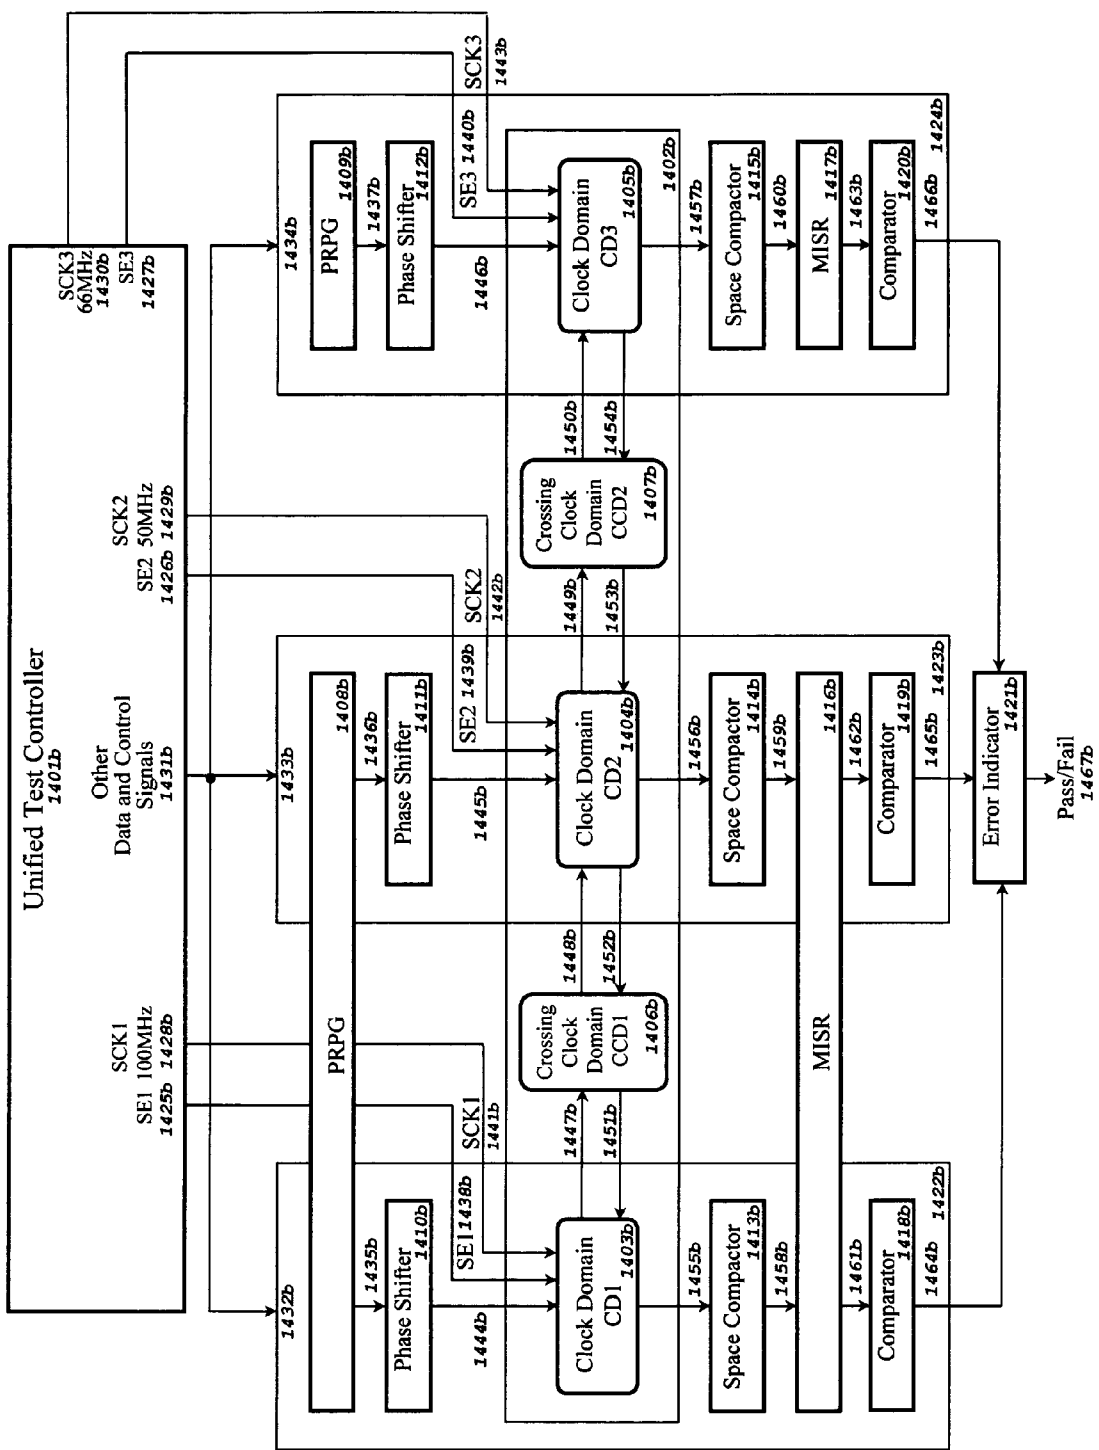 Unified Test Controller
1401b
SCK1
SE1 100MHz
1425b 1428b
Other
Data and Control
Signals
1431b
SCK2
SE2 50MHz
1426b 1429b
SCK3
66MHz
1430b
SE3
1427b
1432b
1433b
1434b
PRPG
1408b
PRPG
1409b
1435b
1436b
1437b
Phase Shifter
1410b
Phase Shifter
1411b
Phase Shifter
1412b
SE1 1438b
SCK1
1441b
SE2 1439b
SCK2
1442b
SE3 1440b
SCK3
1443b
1444b
1445b
1446b
Clock Domain
CD1
1403b
1447b
1451b
Crossing
Clock
Domain
CCD1
1406b
1448b
1452b
Clock Domain
CD2
1404b
1449b
1453b
Crossing
Clock
Domain
CCD2
1407b
1450b
1454b
Clock Domain
CD3
1405b
1402b
1455b
1456b
1457b
Space Compactor
1413b
Space Compactor
1414b
Space Compactor
1415b
1458b
1459b
1460b
MISR
1416b
MISR
1417b
1461b
1462b
1463b
Comparator
1418b
Comparator
1419b
Comparator
1420b
1464b
1422b
1465b
1423b
1466b
1424b
Error Indicator
1421b
Pass/Fail
1467b